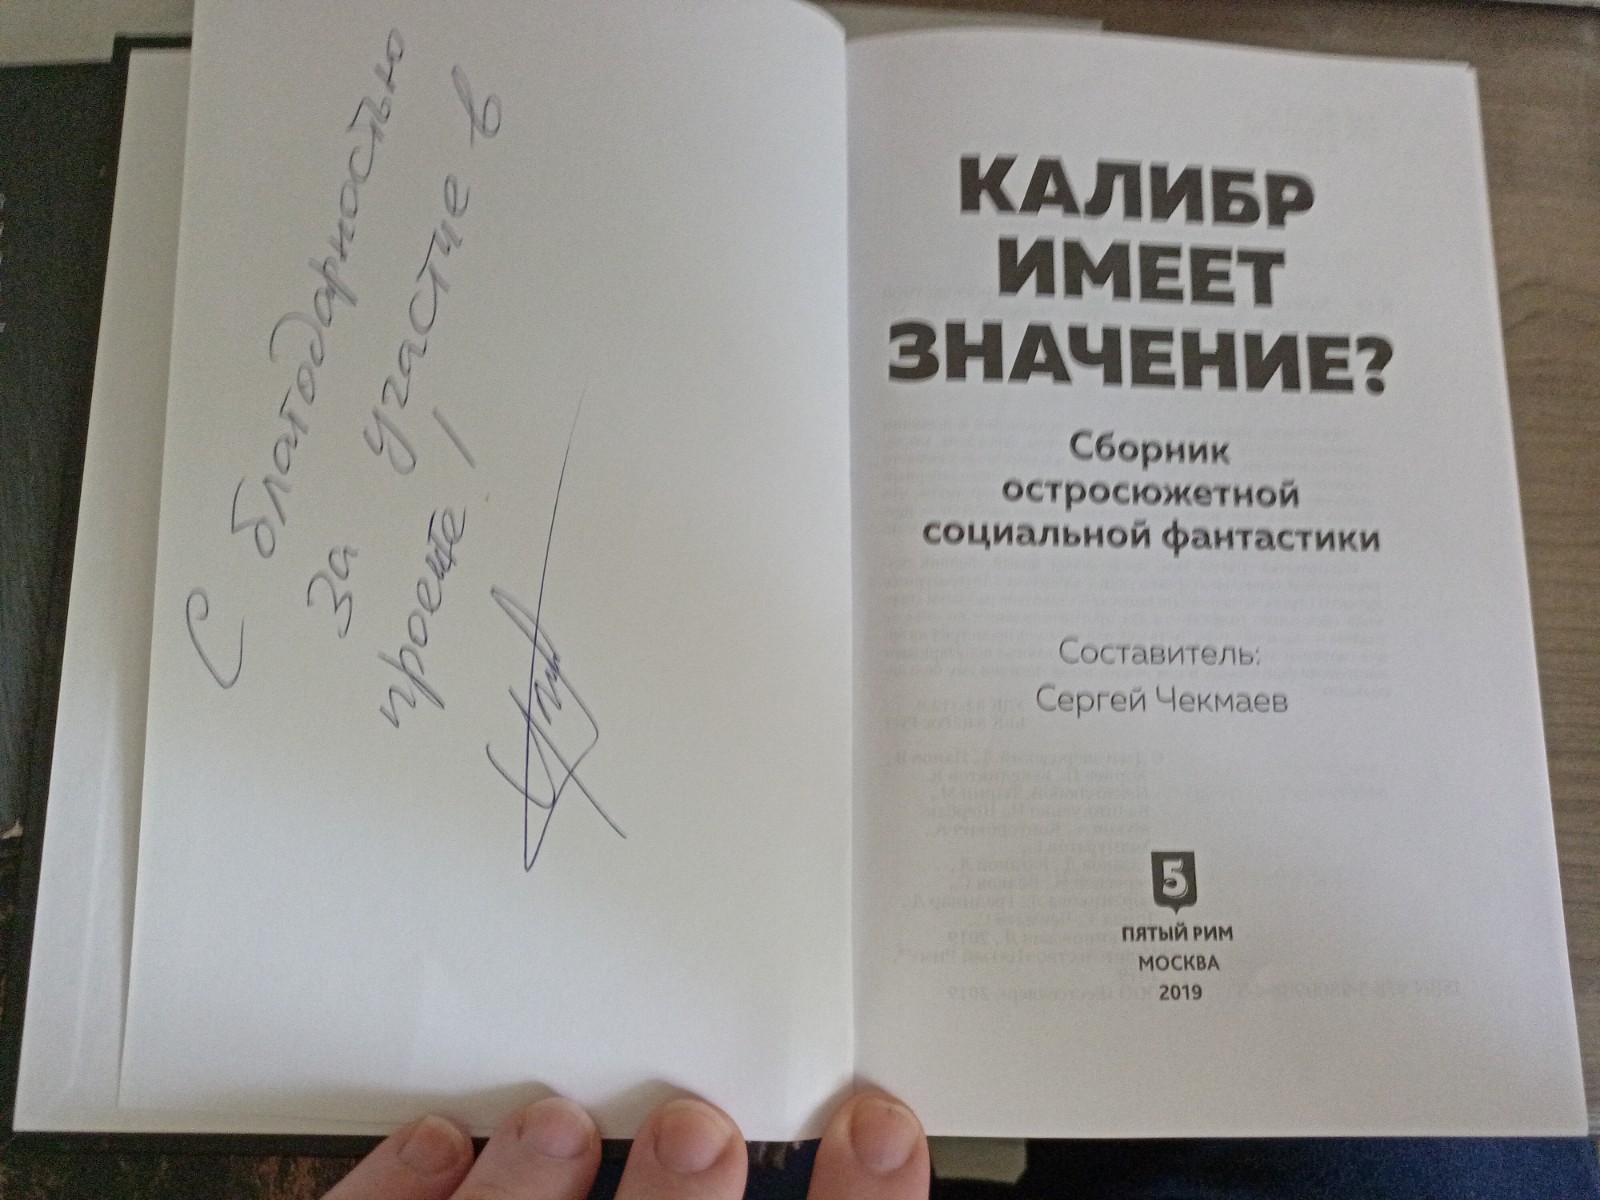 С благодарностью
за участие в
проекте!
КАЛИБР
ИМЕЕТ
ЗНАЧЕНИЕ?
Сборник
остросюжетной
социальной фантастики
Составитель:
Сергей Чекмаев
5
ПЯТЫЙ РИМ
МОСКВА
2019